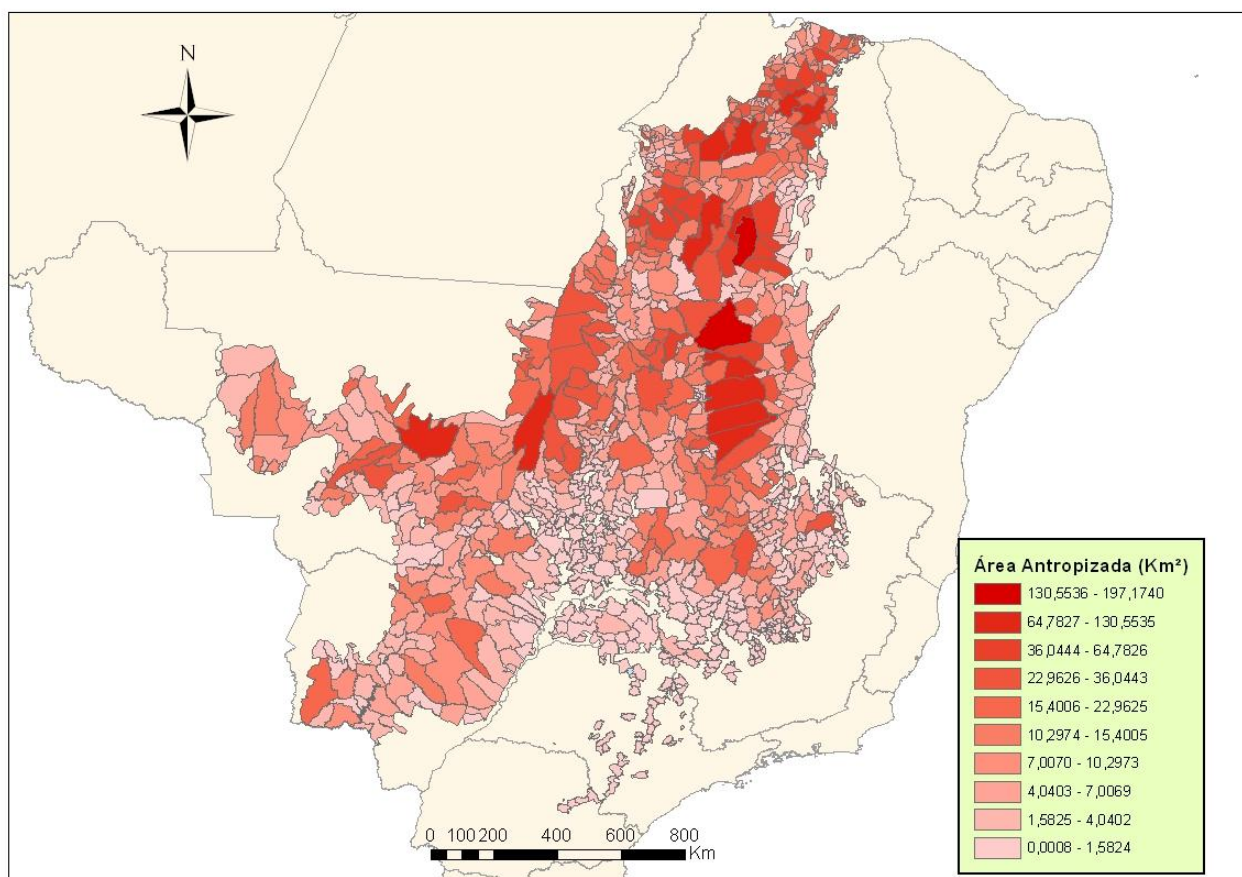 N
Área Antropizada (Km²)
130,5536 - 197,1740
64,7827 - 130,5535
36,0444 - 64,7826
22,9626 - 36,0443
15,4006 - 22,9625
10,2974 - 15,4005
7,0070 - 10,2973
4,0403 - 7,0069
1,5825 - 4,0402
0,0008 - 1,5824
0 100 200 400 600 800
Km